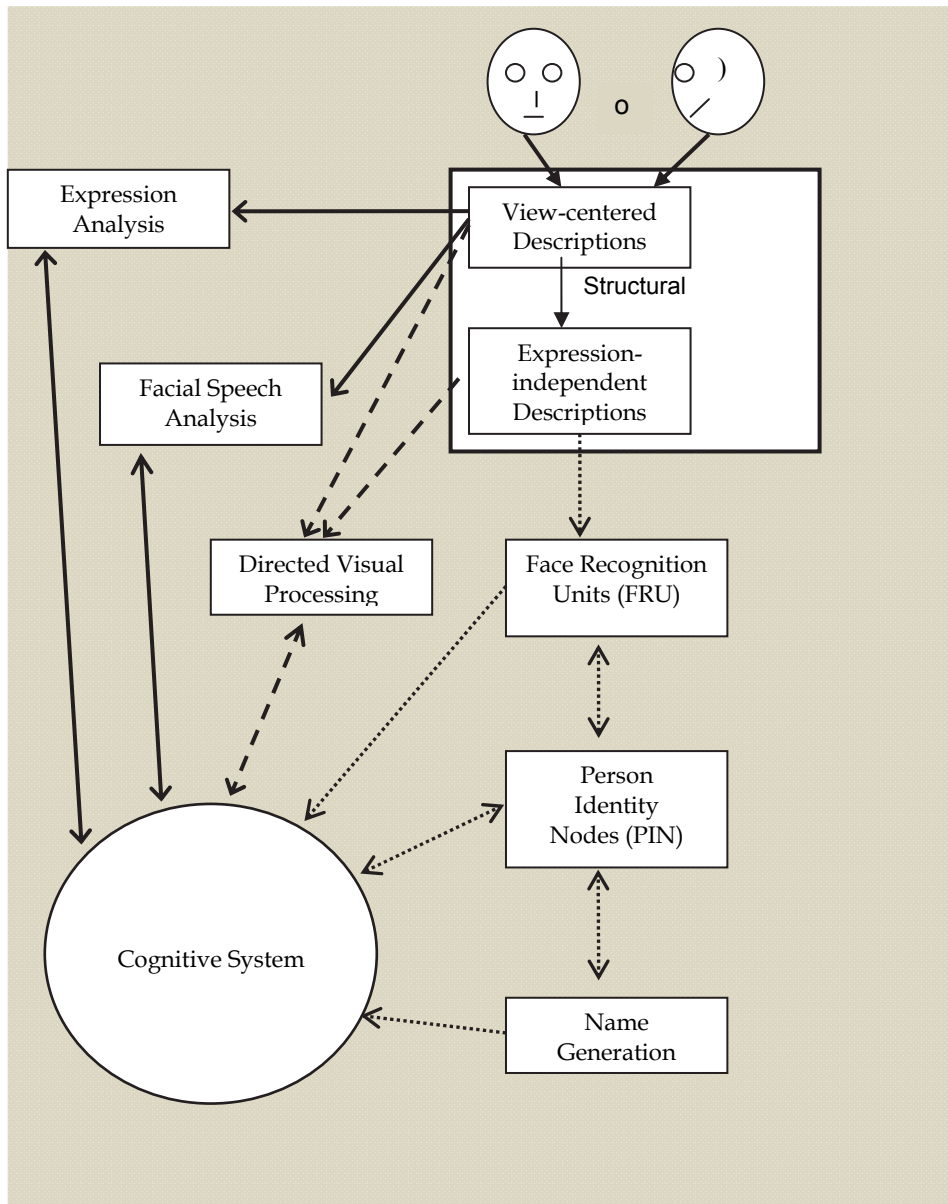 o
Expression
Analysis
View-centered
Descriptions
Structural
Expression-
independent
Descriptions
Facial Speech
Analysis
Directed Visual
Processing
Face Recognition
Units (FRU)
Person
Identity
Nodes (PIN)
Cognitive System
Name
Generation